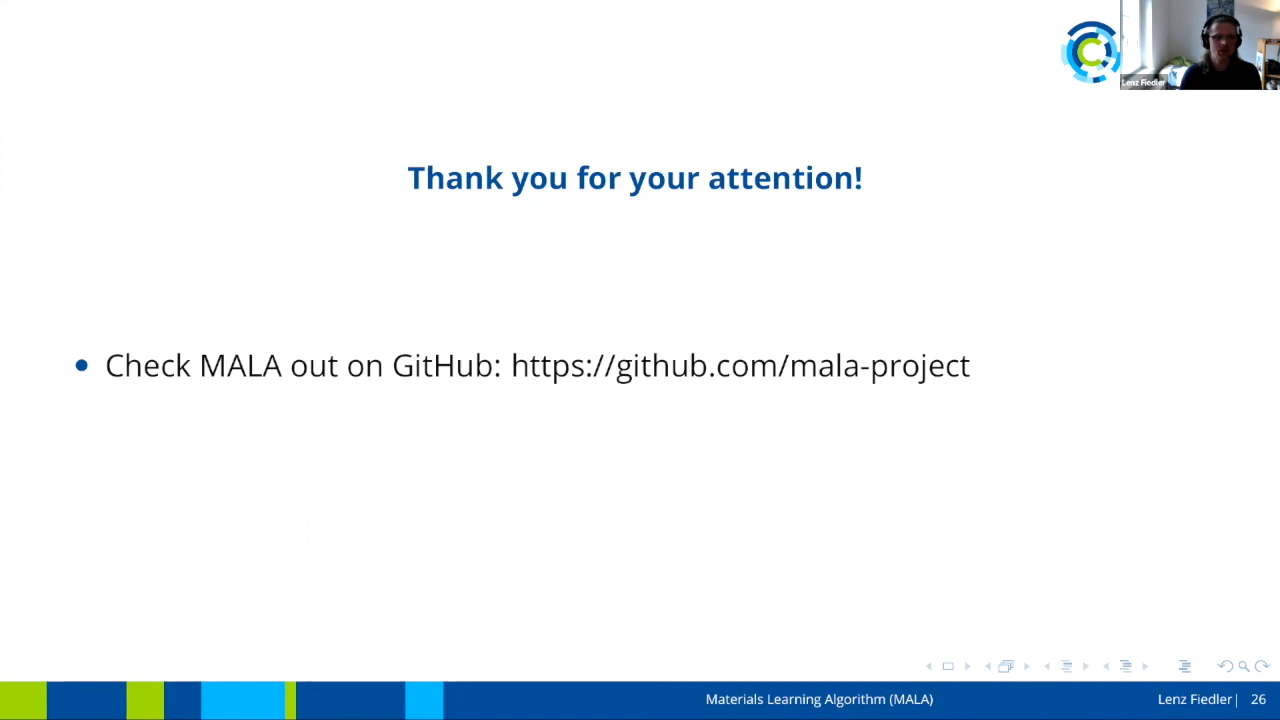 Lenz Fiedler
Thank you for your attention!
• Check MALA out on GitHub: https://github.com/mala-project
Materials Learning Algorithm (MALA)
Lenz Fiedler| 26